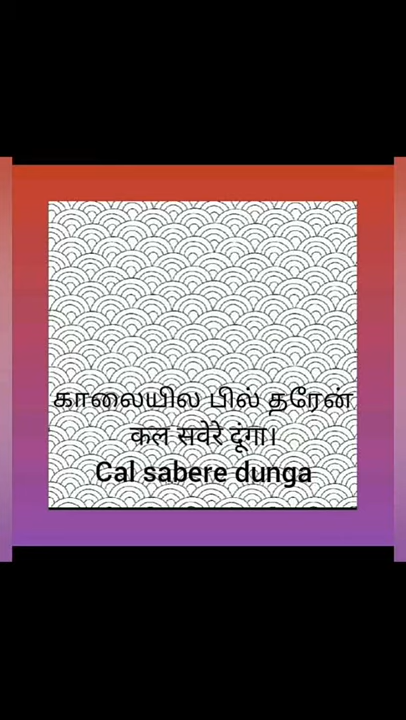 காலையில பில் தரேன்
कल सवेरे दूंगा।
Cal sabere dunga